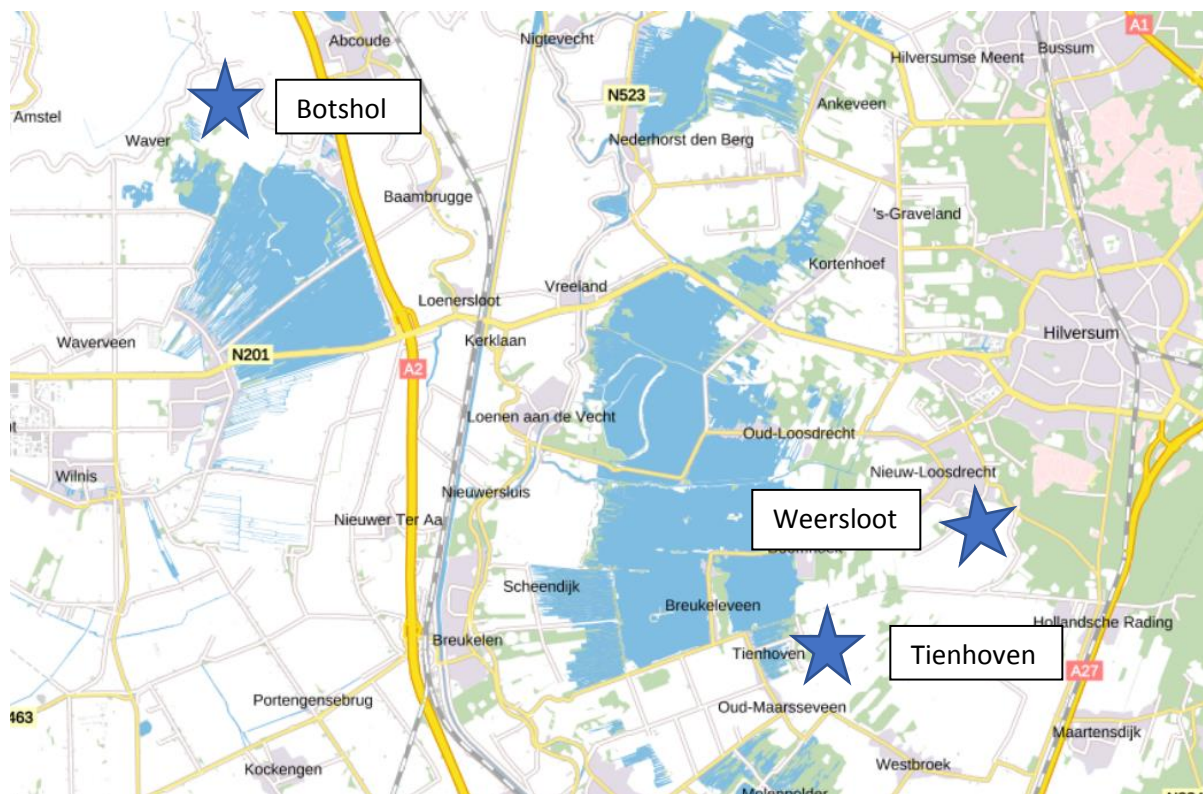 Nigtevecht
A1
Abcoude
Hilversumse Meent
Bussum
N523
Botshol
Ankeveen
Amstel
Waver
Nederhorst den Berg
Baambrugge
's-Graveland
Kortenhoef
Vreeland
Loenersloot
Hilversum
Waverveen
N201
Kerklaan
A2
Loenen aan de Vecht
Oud-Loosdrecht
Wilnis
Nieuw-Loosdrecht
Nieuwersluis
Nieuwer Ter Aa
Weersloot
Scheendijk
Breukeleveen
Hollandsche Rading
Breukelen
Tienhoven
Tienhoven
A27
Portengensebrug
Oud-Maarsseveen
463
Maartensdijk
Kockengen
Westbroek